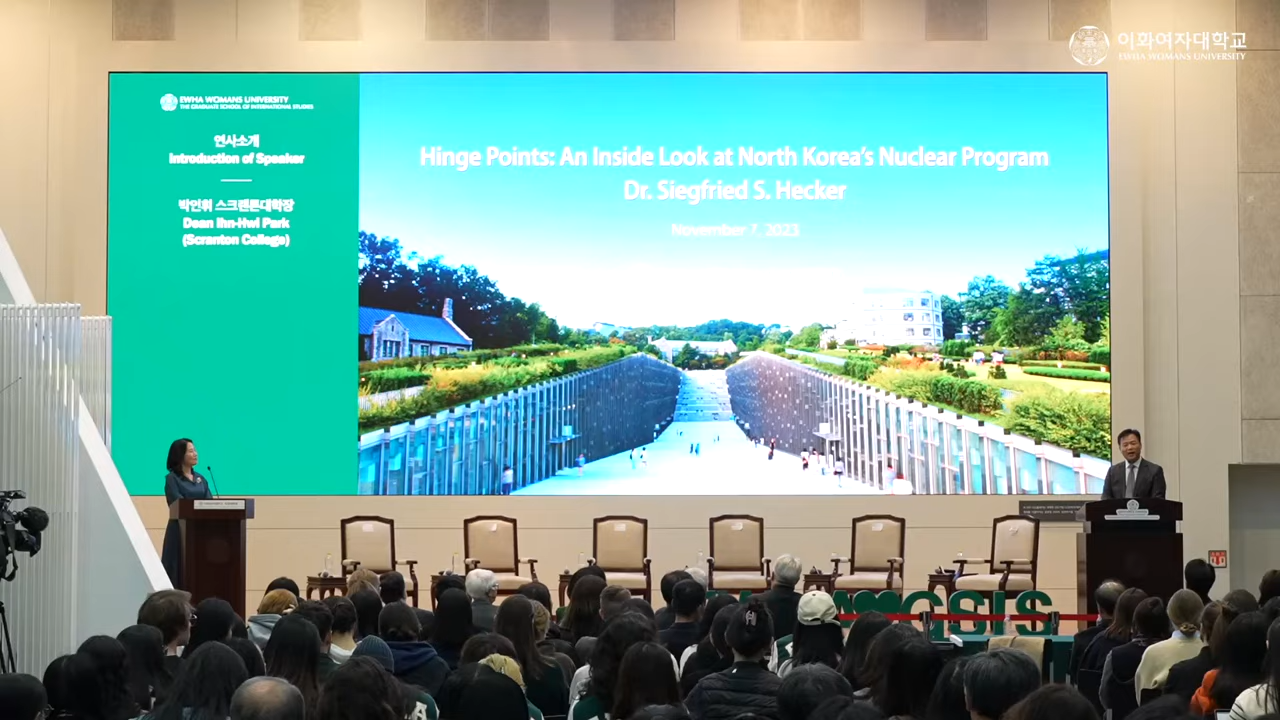 이화여자대학교
EWHA WOMANS UNIVERSITY
EWHA WOMANS UNIVERSITY
THE GRADUATE SCHOOL OF INTERNATIONAL STUDIES
연사소개
Introduction of Speaker
박인휘 스크랜튼대학장
Dean Ihn-Hwi Park
(Scranton College)
Hinge Points: An Inside Look at North Korea's Nuclear Program
Dr. Siegfried S. Hecker
November 7, 2023
GSIS